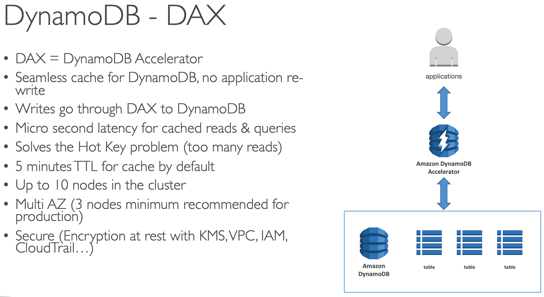 DynamoDB - DAX
• DAX = DynamoDB Accelerator
• Seamless cache for DynamoDB, no application re-
write
• Writes go through DAX to DynamoDB
• Micro second latency for cached reads & queries
• Solves the Hot Key problem (too many reads)
• 5 minutes TTL for cache by default
• Up to 10 nodes in the cluster
• Multi AZ (3 nodes minimum recommended for
production)
• Secure (Encryption at rest with KMS, VPC, IAM,
CloudTrail...)
applications
Amazon DynamoDB
Accelerator
Amazon
DynamoDB
table
table
table